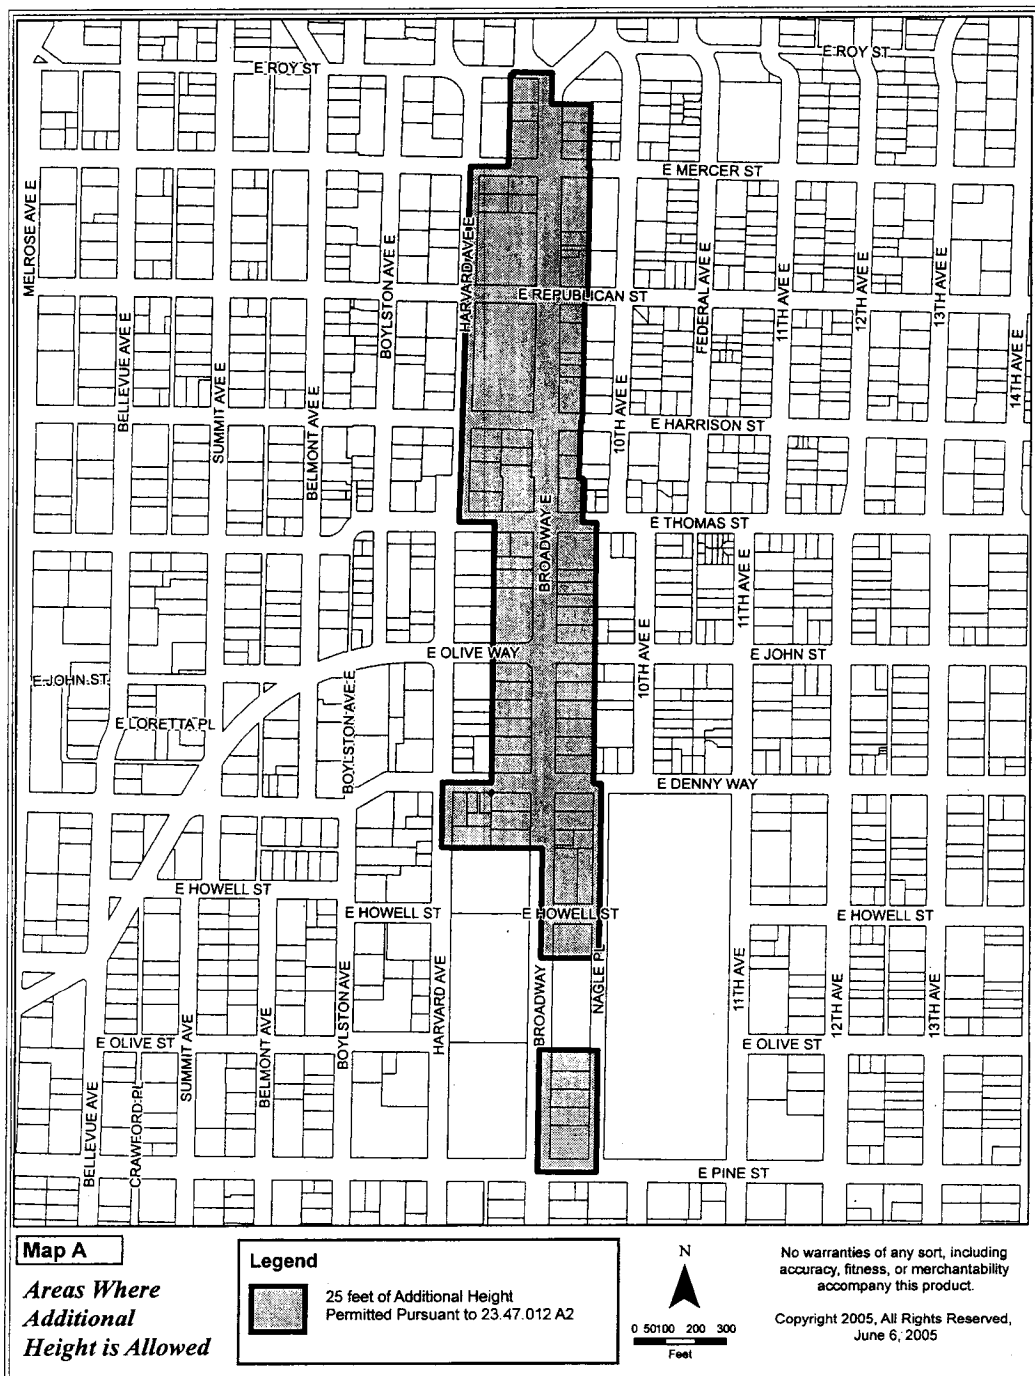 E ROY ST
E ROY ST
E MERCER ST
MELROSE AVE E
HARVARD AVE E
BOYLSTON AVE E
FEDERAL AVE E
11TH AVE E
12TH AVE E
13TH AVE E
E REPUBLICAN ST
BELLEVUE AVE E
SUMMIT AVE E
BELMONT AVE E
10TH AVE E
14TH AVE E
E HARRISON ST
E THOMAS ST
BROADWAY E
11TH AVE E
E OLIVE WAY
10TH AVE E
E JOHN ST
E JOHN ST
E LORETTA PL
BOYLSTON AVE E
E DENNY WAY
E HOWELL ST
E HOWELL ST
E HOWELL ST
E HOWELL ST
BROADWAY
NAGLE PL
HARVARD AVE
BOYLSTON AVE
11TH AVE
12TH AVE
13TH AVE
E OLIVE ST
E OLIVE ST
SUMMIT AVE
BELMONT AVE
BELLEVUE AVE
CRAWFORD PL
E PINE ST
Map A
Areas Where
Additional
Height is Allowed
Legend
25 feet of Additional Height
Permitted Pursuant to 23.47.012 A2
N
0 50100 200 300
Feet
No warranties of any sort, including
accuracy, fitness, or merchantability
accompany this product.
Copyright 2005, All Rights Reserved,
June 6, 2005